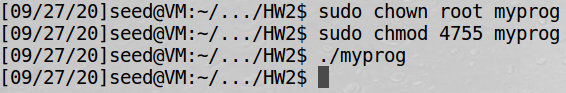 [09/27/20]seed@VM:~/.../HW2$ sudo chown root myprog
[09/27/20]seed@VM:~/.../HW2$ sudo chmod 4755 myprog
[09/27/20]seed@VM:~/.../HW2$ ./myprog
[09/27/20]seed@VM:~/.../HW2$